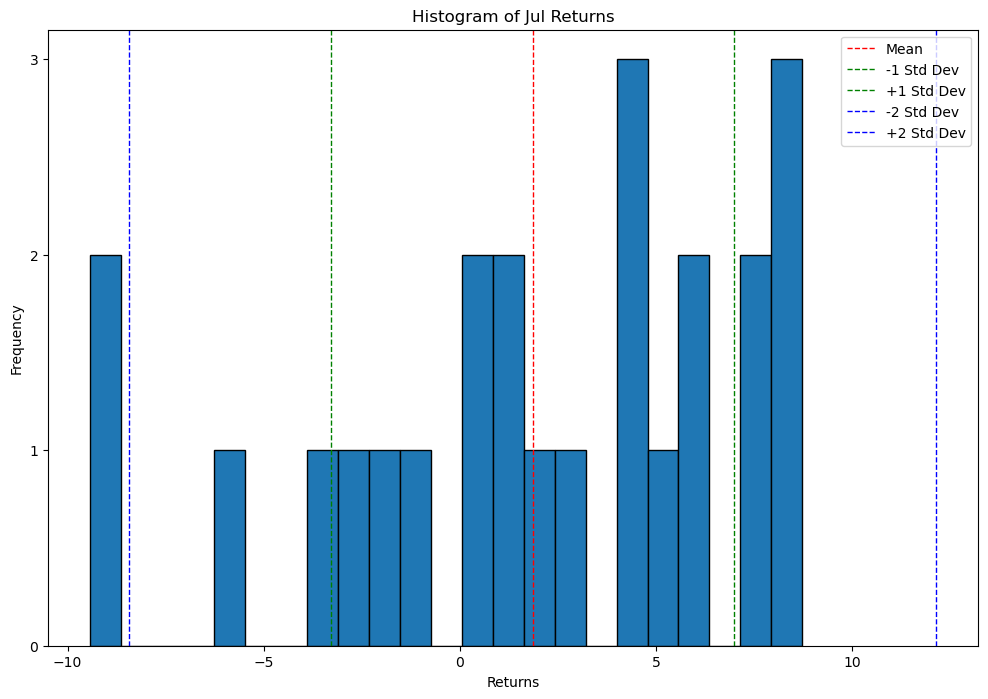 Histogram of Jul Returns
Mean
-1 Std Dev
+1 Std Dev
-2 Std Dev
+2 Std Dev
3
2
1
0
Frequency
−10
−5
0
5
10
Returns